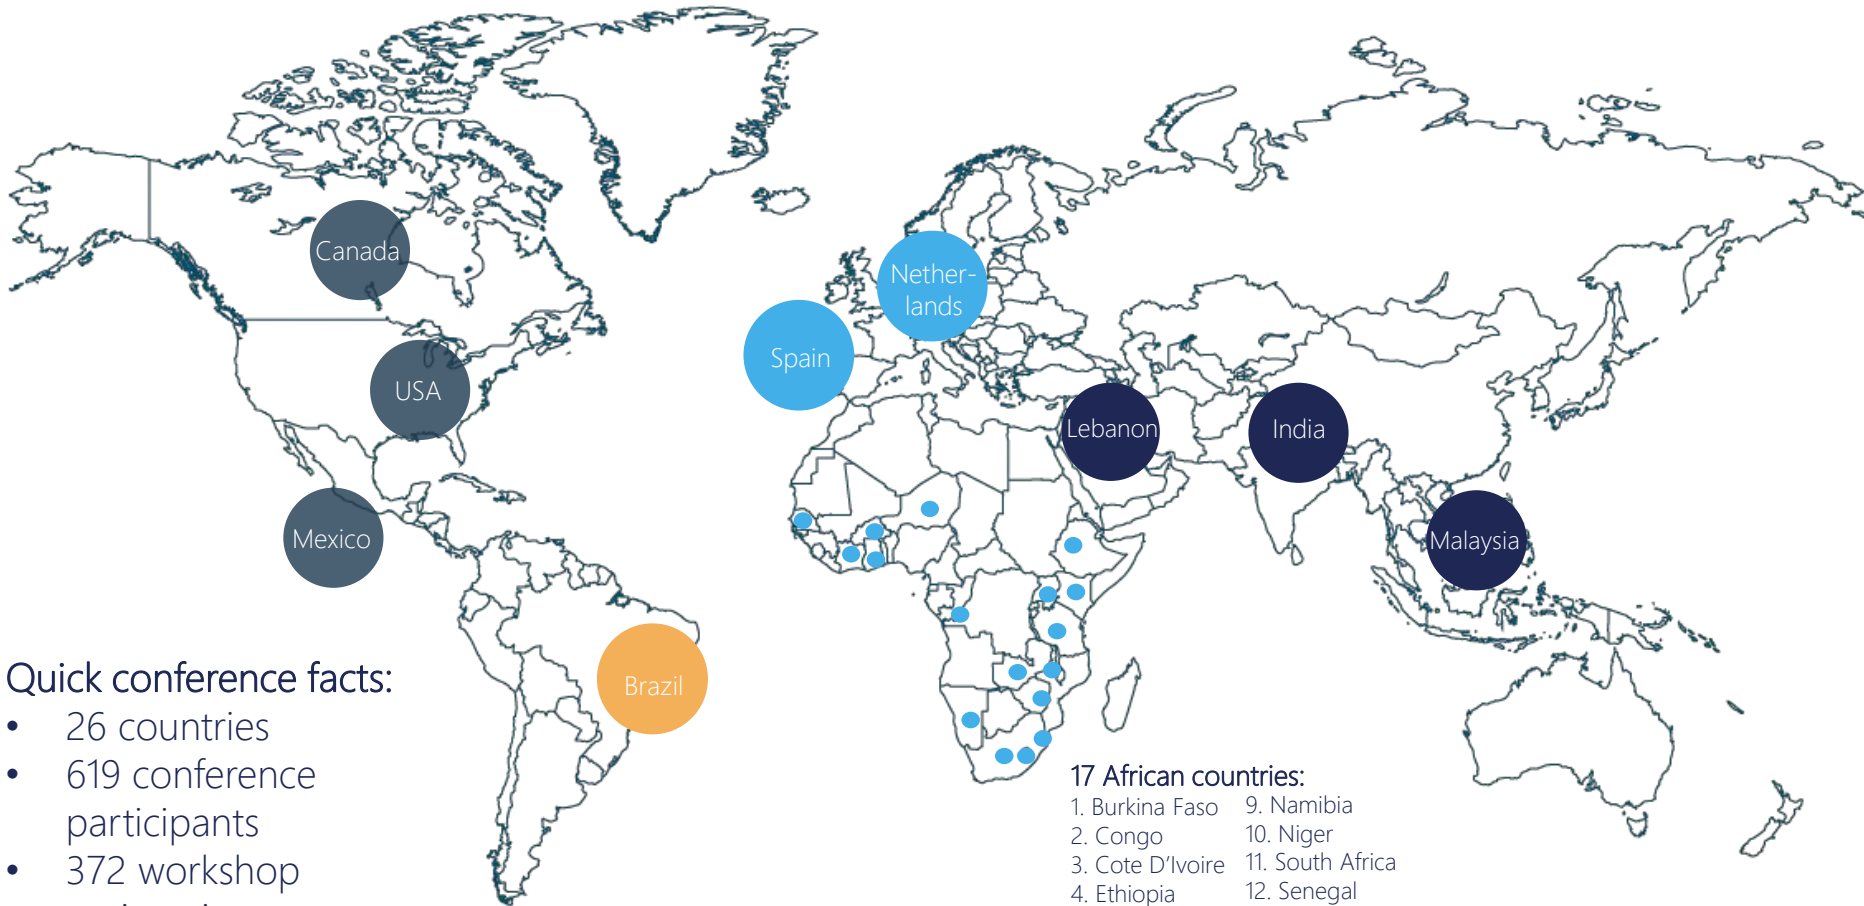 Canada
Nether-
lands
Spain
USA
Lebanon
India
Mexico
Malaysia
Brazil
Quick conference facts:
• 26 countries
• 619 conference
participants
• 372 workshop
17 African countries:
1. Burkina Faso
2. Congo
3. Cote D'Ivoire
4. Ethiopia
9. Namibia
10. Niger
11. South Africa
12. Senegal